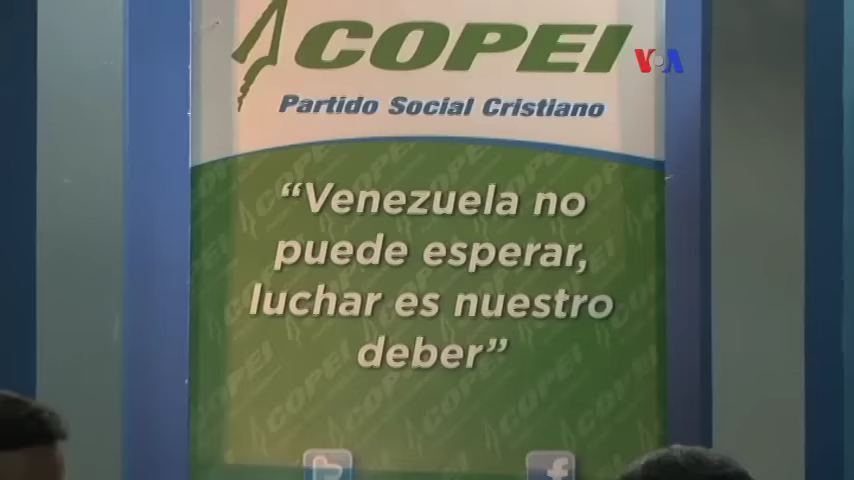 COPEI
VOA
Partido Social Cristiano
“Venezuela no
puede esperar,
luchar es nuestro
deber”